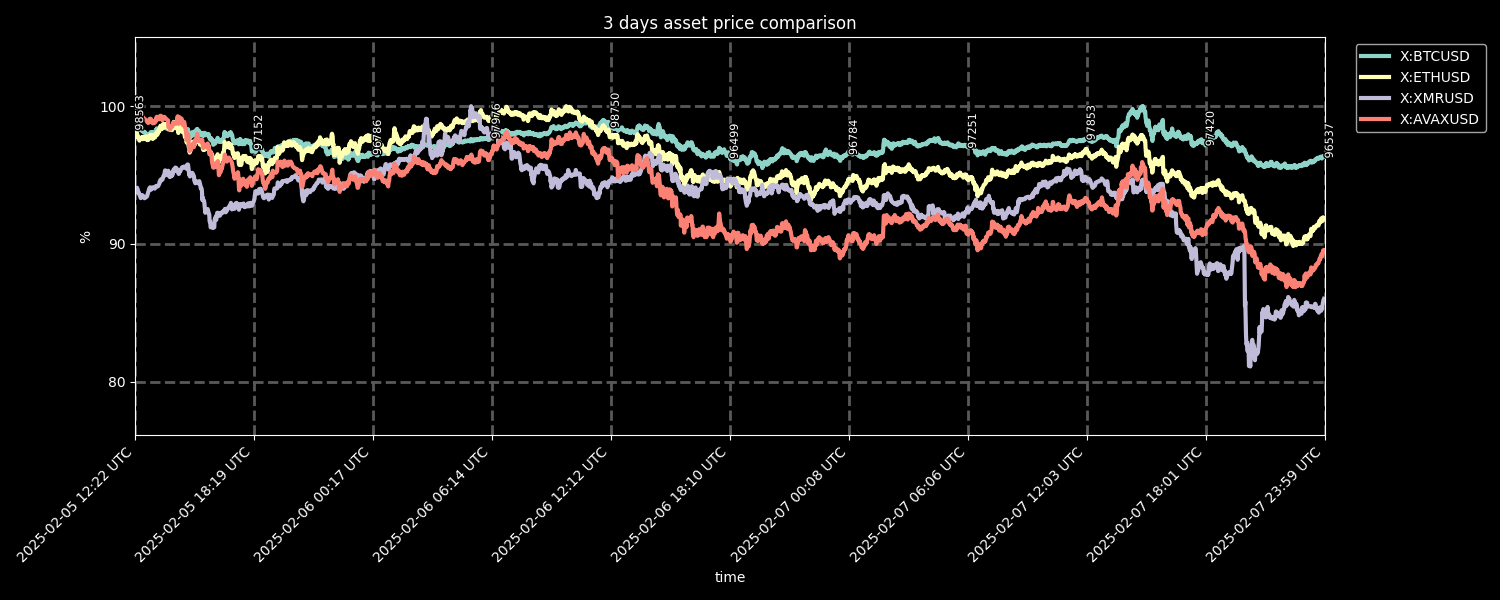 3 days asset price comparison
X:BTCUSD
X:ETHUSD
X:XMRUSD
X:AVAXUSD
100
90
80
%
98563
97152
96786
97976
98750
96499
96784
97251
97853
97420
96537
2025-02-05 12:22 UTC
2025-02-05 18:19 UTC
2025-02-06 00:17 UTC
2025-02-06 06:14 UTC
2025-02-06 12:12 UTC
2025-02-06 18:10 UTC
2025-02-07 00:08 UTC
2025-02-07 06:06 UTC
2025-02-07 12:03 UTC
2025-02-07 18:01 UTC
2025-02-07 23:59 UTC
time